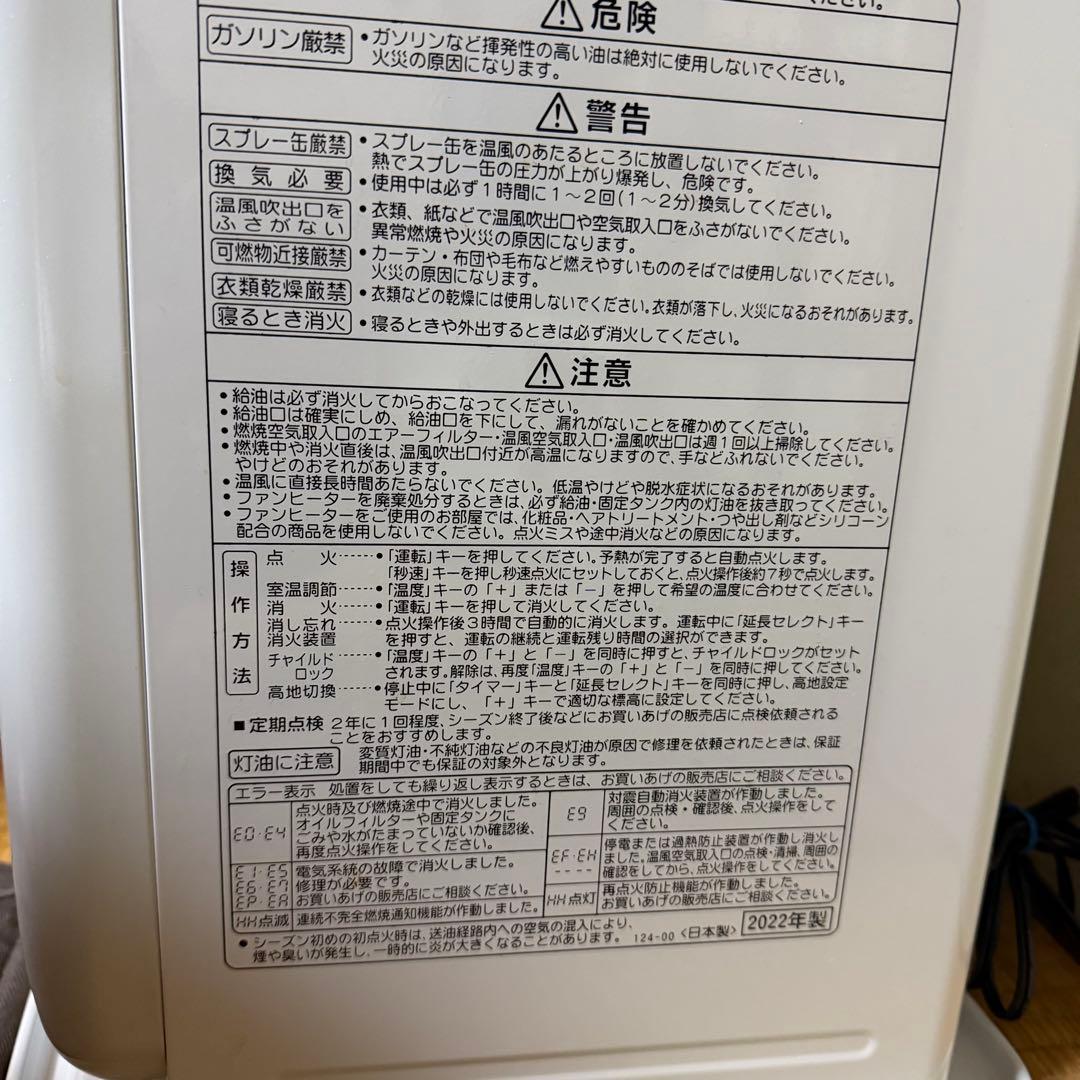 ください。
⚠危険
ガソリン厳禁
•ガソリンなど揮発性の高い油は絶対に使用しないでください。
火災の原因になります。
⚠警告
スプレー缶厳禁
•スプレー缶を温風のあたるところに放置しないでください。
熱でスプレー缶の圧力が上がり爆発し、危険です。
換気必要
•使用中は必ず1時間に1～2回(1～2分)換気してください。
温風吹出口を
ふさがない
•衣類、紙などで温風吹出口や空気取入口をふさがないでください。
異常燃焼や火災の原因になります。
可燃物近接厳禁
•カーテン・布団や毛布など燃えやすいもののそばでは使用しないでください。
火災の原因になります。
衣類乾燥厳禁
•衣類などの乾燥には使用しないでください。衣類が落下し、火災になるおそれがあります。
寝るとき消火
•寝るときや外出するときは必ず消火してください。
⚠注意
•給油は必ず消火してからおこなってください。
•給油口は確実にしめ、給油口を下にして、漏れがないことを確かめてください。
•燃焼空気取入口のエアーフィルター・温風空気取入口・温風吹出口は週1回以上掃除してください。
•燃焼中や消火直後は、温風吹出口付近が高温になりますので、手などふれないでください。
やけどのおそれがあります。
•温風に直接長時間あたらないでください。低温やけどや脱水症状になるおそれがあります。
•ファンヒーターを廃棄処分するときは、必ず給油・固定タンク内の灯油を抜き取ってください。
•ファンヒーターをご使用のお部屋では、化粧品・ヘアトリートメント・つや出し剤などシリコーン
配合の商品を使用しないでください。点火ミスや途中消火などの原因になります。
操作方法
点火……•「運転」キーを押してください。予熱が完了すると自動点火します。
「秒速」キーを押し秒速点火にセットしておくと、点火操作後約7秒で点火します。
室温調節……•「温度」キーの「＋」または「－」を押して希望の温度に合わせてください。
消火……•「運転」キーを押して消火してください。
消し忘れ……•点火操作後3時間で自動的に消火します。運転中に「延長セレクト」キー
消火装置 を押すと、運転の継続と運転残り時間の選択ができます。
チャイルド……•「温度」キーの「＋」と「－」を同時に押すと、チャイルドロックがセット
ロック されます。解除は、再度「温度」キーの「＋」と「－」を同時に押してください。
高地切換……•停止中に「タイマー」キーと「延長セレクト」キーを同時に押し、高地設定
モードにし、「＋」キーで適切な標高に設定してください。
■定期点検 2年に1回程度、シーズン終了後などにお買いあげの販売店に点検依頼される
ことをおすすめします。
灯油に注意
変質灯油・不純灯油などの不良灯油が原因で修理を依頼されたときは、保証
期間中でも保証の対象外となります。
エラー表示 処置をしても繰り返し表示するときは、お買いあげの販売店にご相談ください。
E0・E4
点火時及び燃焼途中で消火しました。
オイルフィルターや固定タンクに
ごみや水がたまっていないか確認後、
再度点火操作をしてください。
E1・E5
E6・E7
EP・EA
電気系統の故障で消火しました。
修理が必要です。
お買いあげの販売店にご相談ください。
HH点滅 連続不完全燃焼通知機能が作動しました。
E9
対震自動消火装置が作動しました。
周囲の点検・確認後、点火操作をして
ください。
EF・EH
----
停電または過熱防止装置が作動し消火し
ました。温風空気取入口の点検・清掃、周囲の
確認をしてから、点火操作をしてください。
HH点灯
再点火防止機能が作動しました。
お買いあげの販売店にご相談ください。
•シーズン初めの初点火時は、送油経路内への空気の混入により、
煙や臭いが発生し、一時的に炎が大きくなることがあります。 124-00 〈日本製〉 2022年製